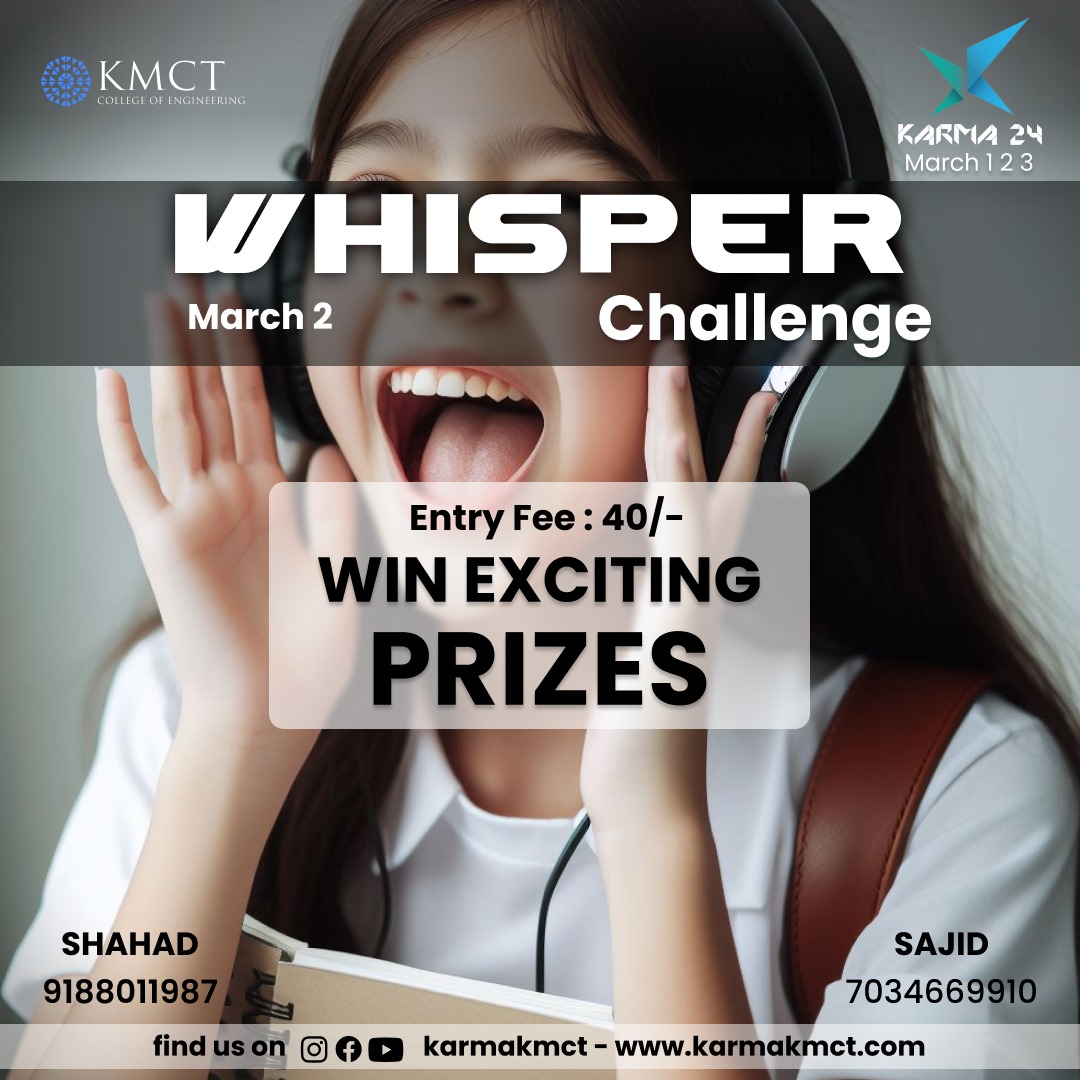 KMCT
COLLEGE OF ENGINEERING
KARMA 24
March 1 2 3
WHISPER
March 2
Challenge
Entry Fee : 40/-
WIN EXCITING
PRIZES
SHAHAD
9188011987
SAJID
7034669910
find us on karmakmct - www.karmakmct.com